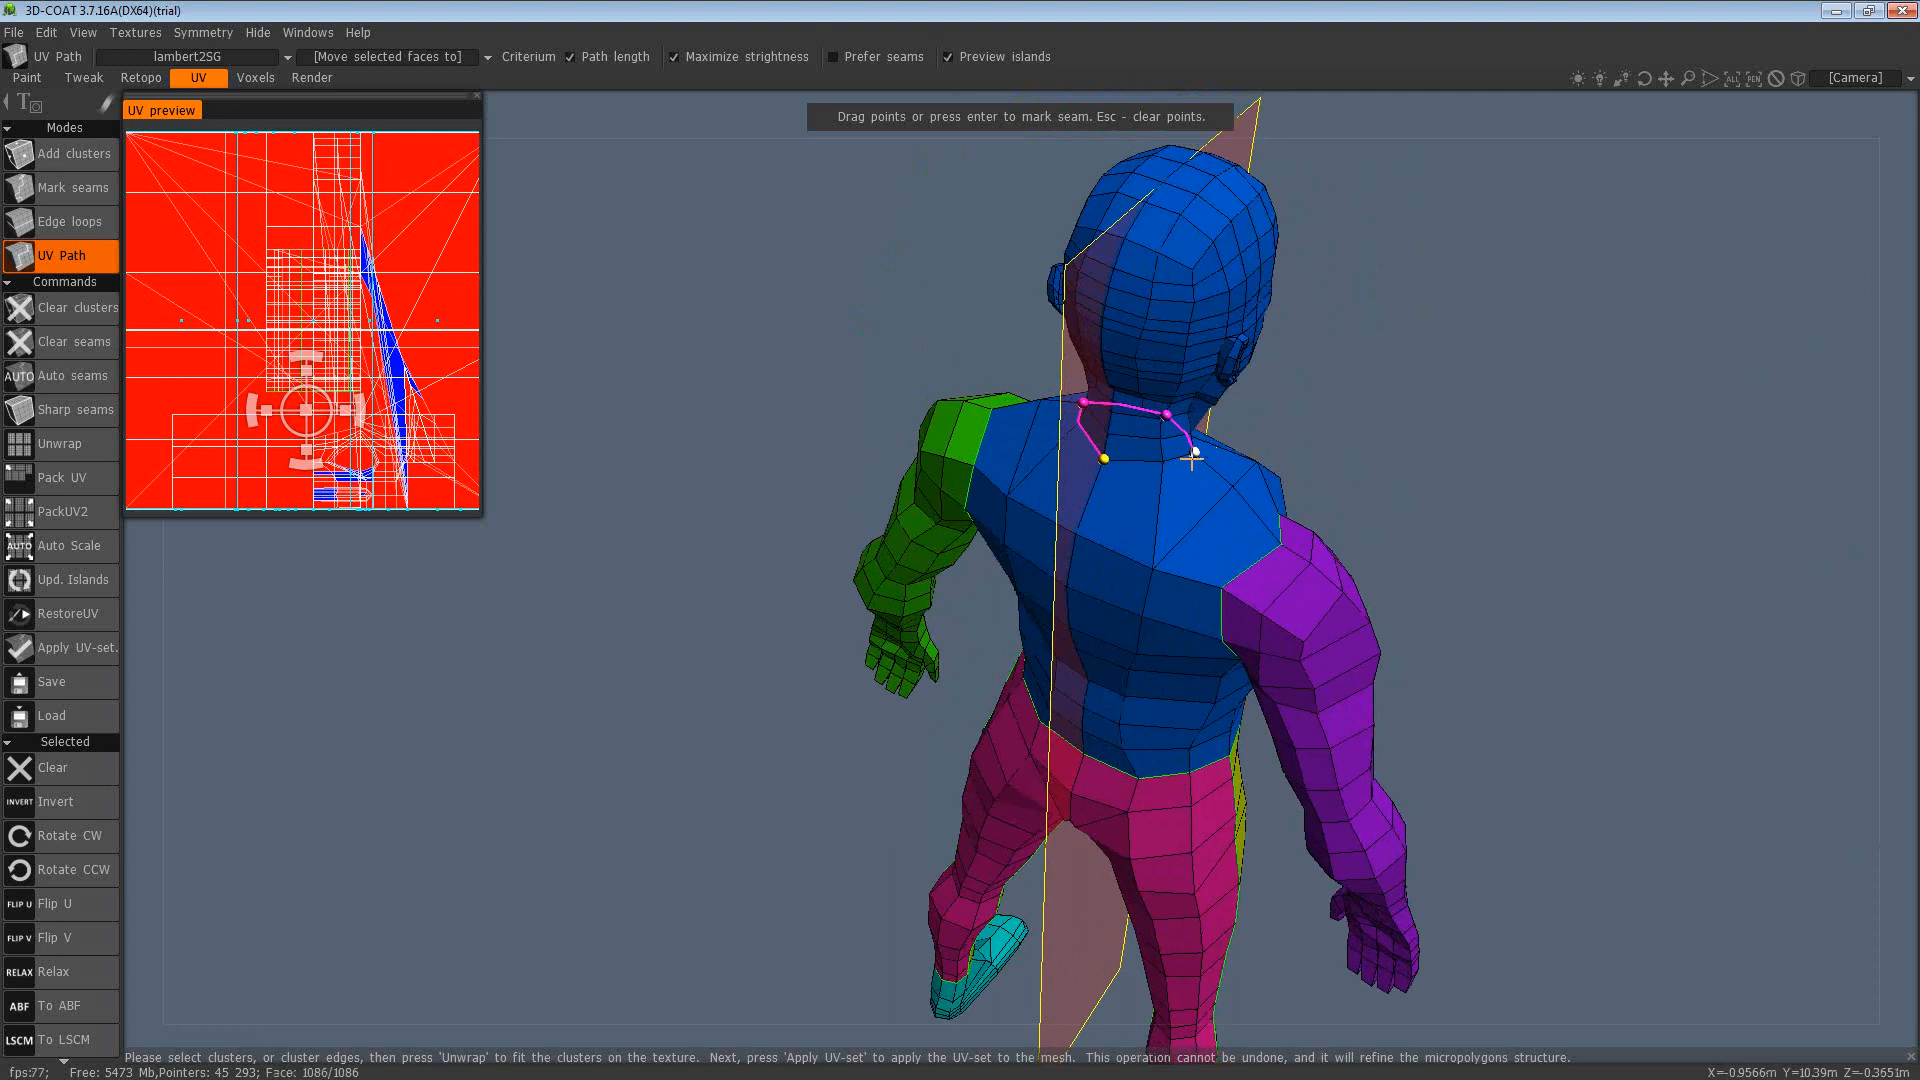 3D-COAT 3.7.16A(DX64)(trial)
File Edit View Textures Symmetry Hide Windows Help
UV Path lambert2SG [Move selected faces to] Criterium Path length Maximize strightness Prefer seams Preview islands
Paint Tweak Retopo UV Voxels Render [Camera]
UV preview
Drag points or press enter to mark seam. Esc - clear points.
Modes
Add clusters
Mark seams
Edge loops
UV Path
Commands
Clear clusters
Clear seams
AUTO Auto seams
Sharp seams
Unwrap
Pack UV
PackUV2
AUTO Auto Scale
Upd. Islands
RestoreUV
Apply UV-set.
Save
Load
Selected
Clear
INVERT Invert
Rotate CW
Rotate CCW
FLIP U Flip U
FLIP V Flip V
RELAX Relax
ABF To ABF
LSCM To LSCM
Please select clusters, or cluster edges, then press 'Unwrap' to fit the clusters on the texture. Next, press 'Apply UV-set' to apply the UV-set to the mesh. This operation cannot be undone, and it will refine the micropolygons structure.
fps:77; Free: 5473 Mb,Pointers: 45 293; Face: 1086/1086 X=-0.9566m Y=10.39m Z=-0.3651m